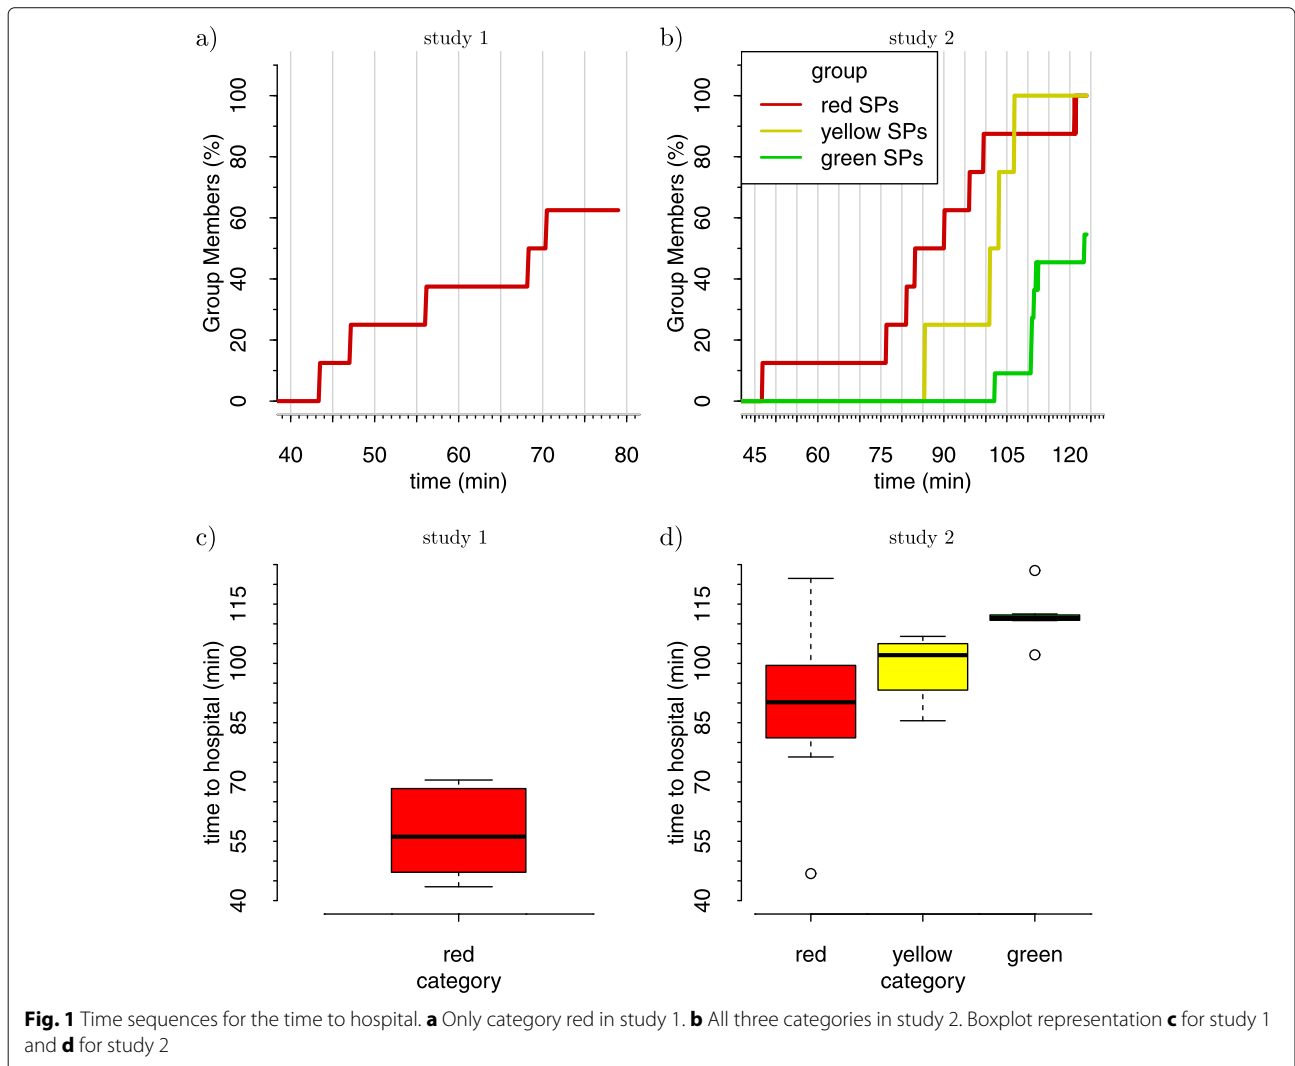 a)
study 1
Group Members (%)
0
20
40
60
80
100
40 50 60 70 80
time (min)
b)
study 2
group
red SPs
yellow SPs
green SPs
Group Members (%)
0
20
40
60
80
100
45 60 75 90 105 120
time (min)
c)
study 1
time to hospital (min)
40
55
70
85
100
115
red
category
d)
study 2
time to hospital (min)
40
55
70
85
100
115
red yellow green
category
Fig. 1 Time sequences for the time to hospital. a Only category red in study 1. b All three categories in study 2. Boxplot representation c for study 1
and d for study 2